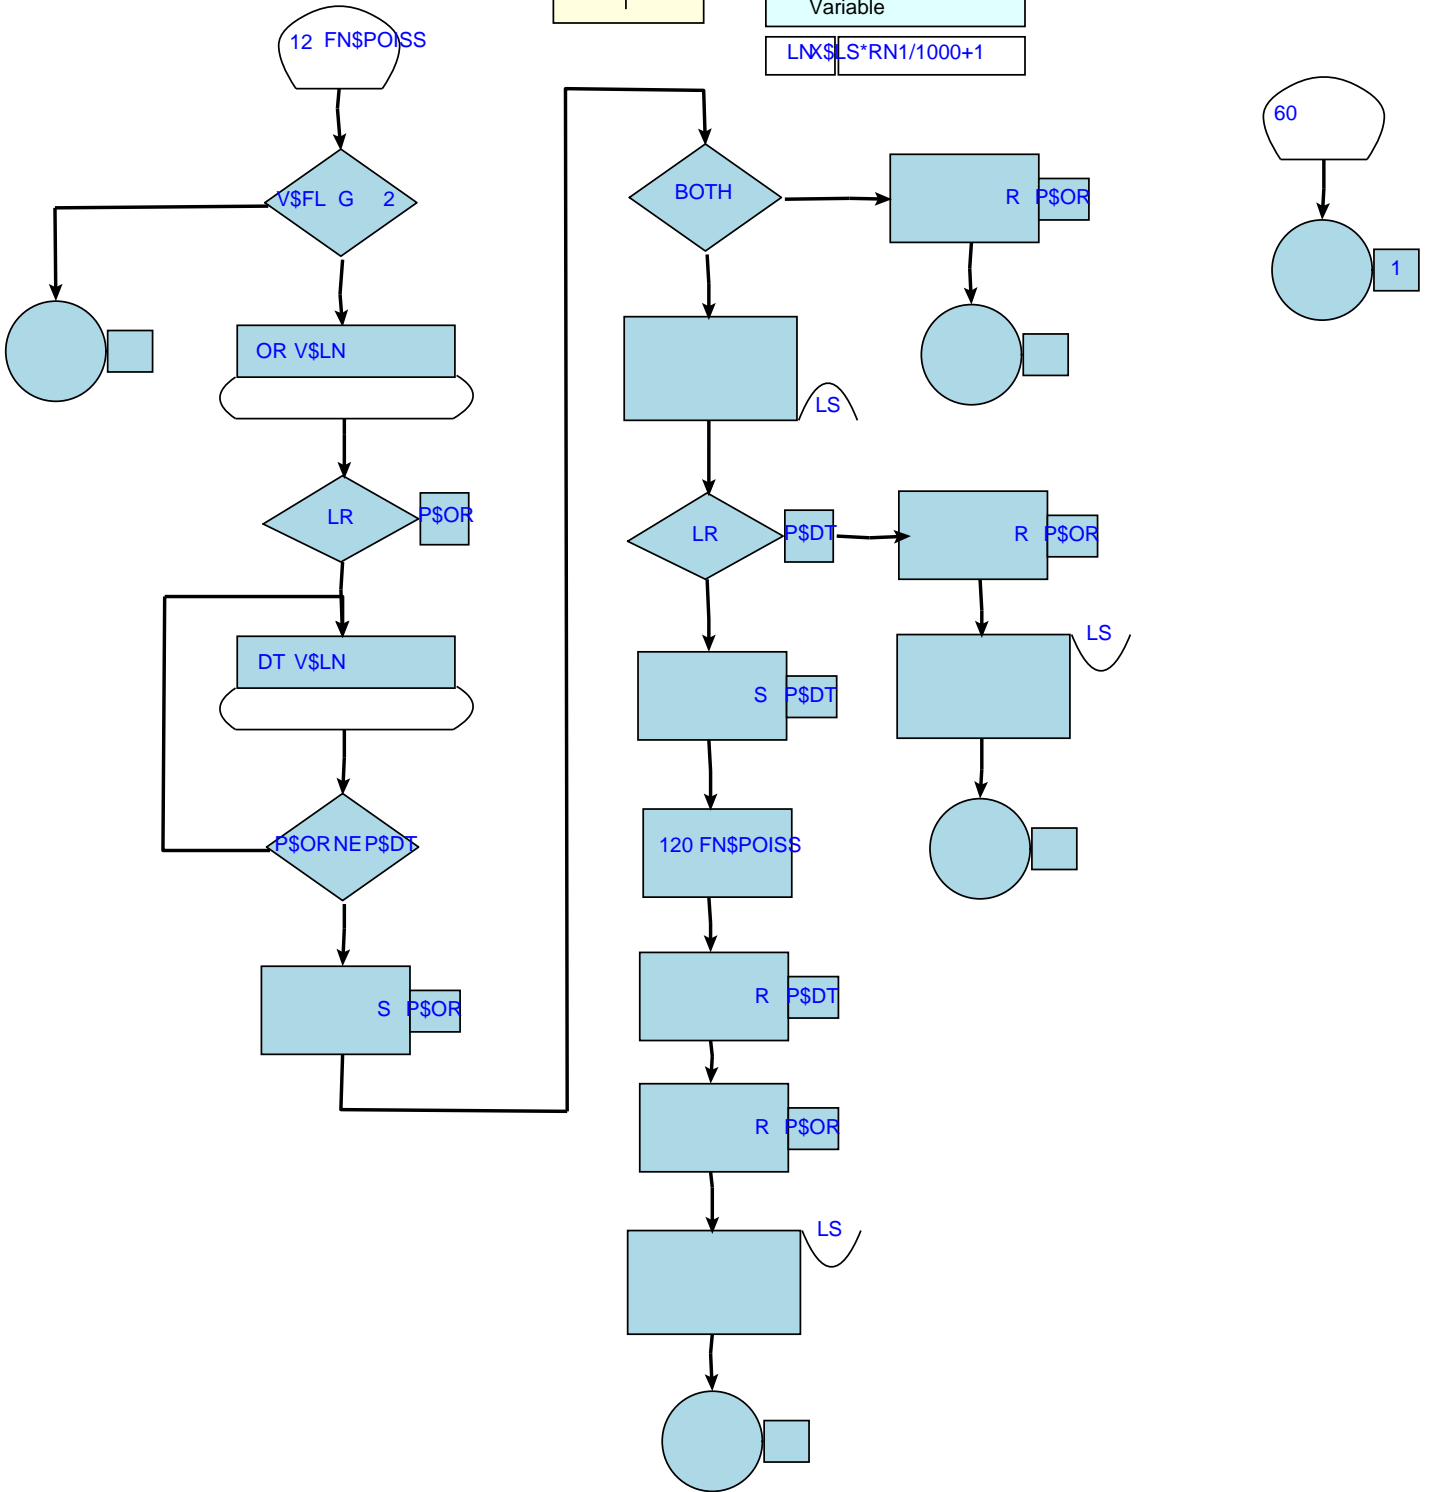 Variable
LN X$LS*RN1/1000+1
12 FN$POISS
V$FL G 2
OR V$LN
LR P$OR
DT V$LN
P$OR NE P$DT
S P$OR
BOTH
R P$OR
LS
LR P$DT
R P$OR
LS
S P$DT
120 FN$POISS
R P$DT
R P$OR
LS
60
1